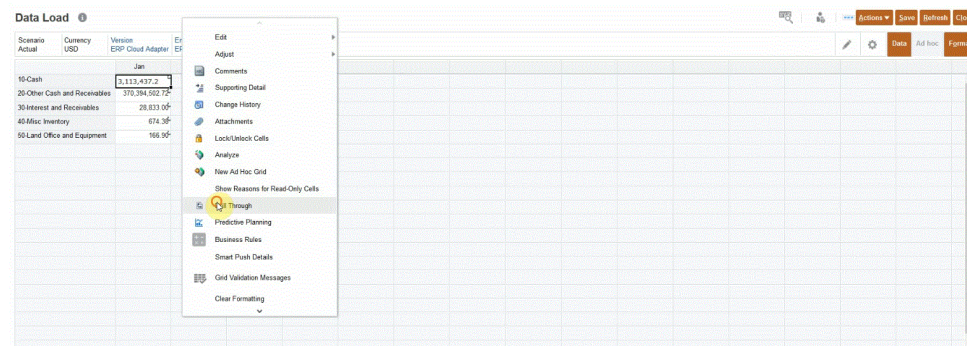 Data Load
Actions Save Refresh Clo
Scenario Currency Version
Actual USD ERP Cloud Adapter
Data Ad hoc Forma
Jan
10-Cash 3,113,437.2
20-Other Cash and Receivables 370,394,502.72
30-Interest and Receivables 28,833.00
40-Misc Inventory 674.38
50-Land Office and Equipment 166.90
Edit
Adjust
Comments
Supporting Detail
Change History
Attachments
Lock/Unlock Cells
Analyze
New Ad Hoc Grid
Show Reasons for Read-Only Cells
Through
Predictive Planning
Business Rules
Smart Push Details
Grid Validation Messages
Clear Formatting